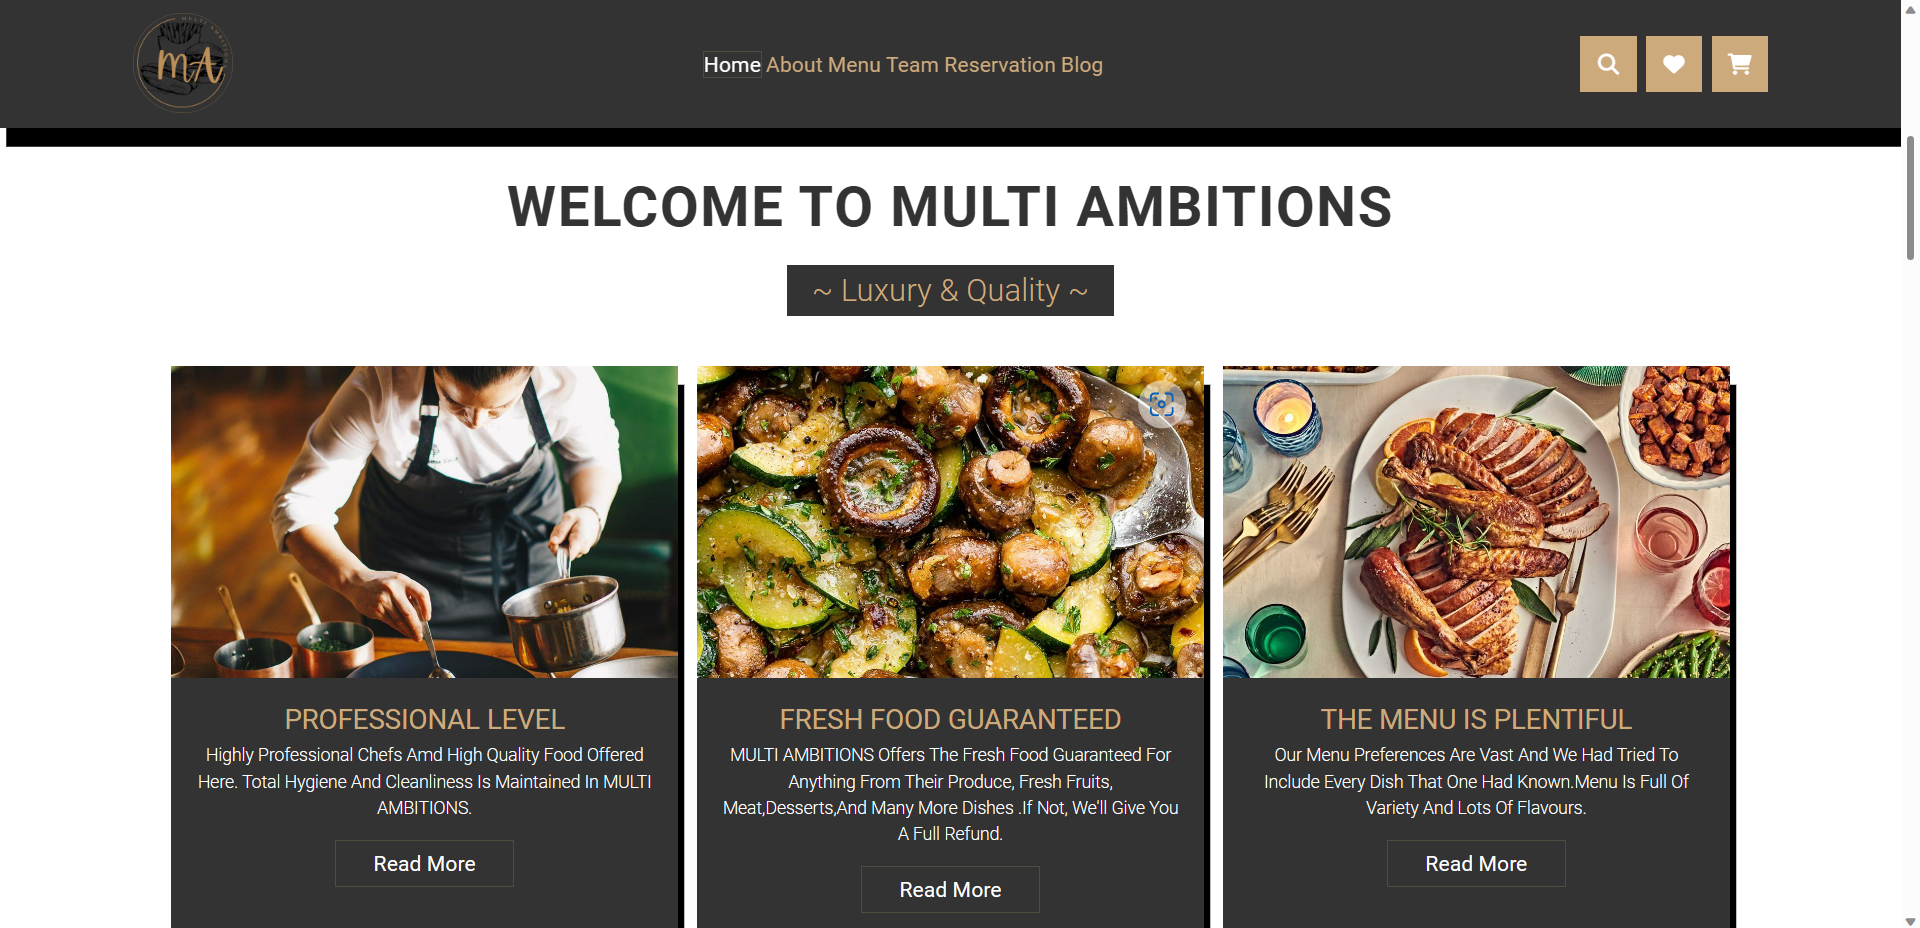 MULTI AMBITIONS
mA
Home About Menu Team Reservation Blog
WELCOME TO MULTI AMBITIONS
~ Luxury & Quality ~
PROFESSIONAL LEVEL
Highly Professional Chefs Amd High Quality Food Offered
Here. Total Hygiene And Cleanliness Is Maintained In MULTI
AMBITIONS.
Read More
FRESH FOOD GUARANTEED
MULTI AMBITIONS Offers The Fresh Food Guaranteed For
Anything From Their Produce, Fresh Fruits,
Meat,Desserts,And Many More Dishes .If Not, We'll Give You
A Full Refund.
Read More
THE MENU IS PLENTIFUL
Our Menu Preferences Are Vast And We Had Tried To
Include Every Dish That One Had Known.Menu Is Full Of
Variety And Lots Of Flavours.
Read More